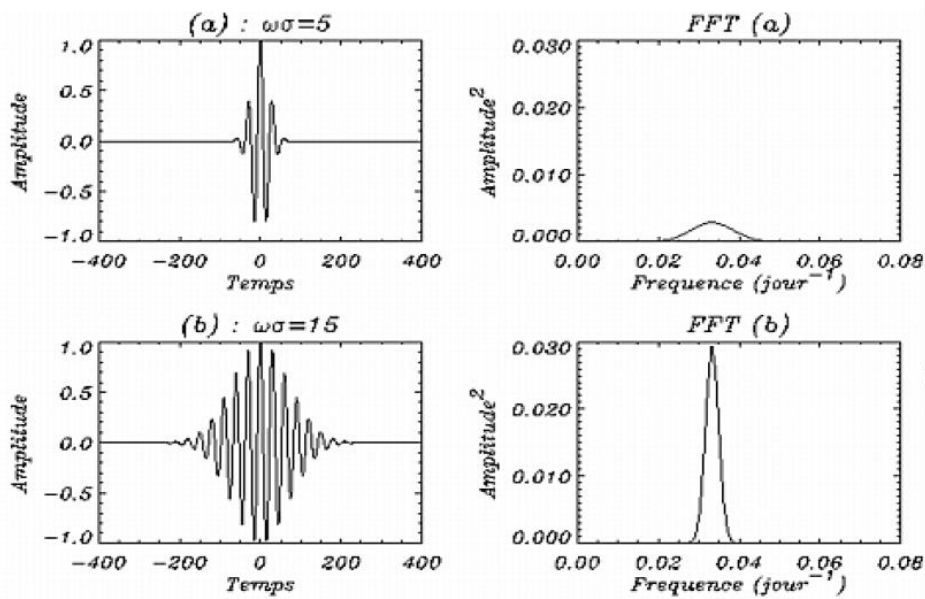 (a) : ωσ=5
1.0
0.5
0.0
−0.5
−1.0
Amplitude
−400 −200 0 200 400
Temps
FFT (a)
0.030
0.020
0.010
0.000
Amplitude²
0.00 0.02 0.04 0.06 0.08
Frequence (jour⁻¹)
(b) : ωσ=15
1.0
0.5
0.0
−0.5
−1.0
Amplitude
−400 −200 0 200 400
Temps
FFT (b)
0.030
0.020
0.010
0.000
Amplitude²
0.00 0.02 0.04 0.06 0.08
Frequence (jour⁻¹)